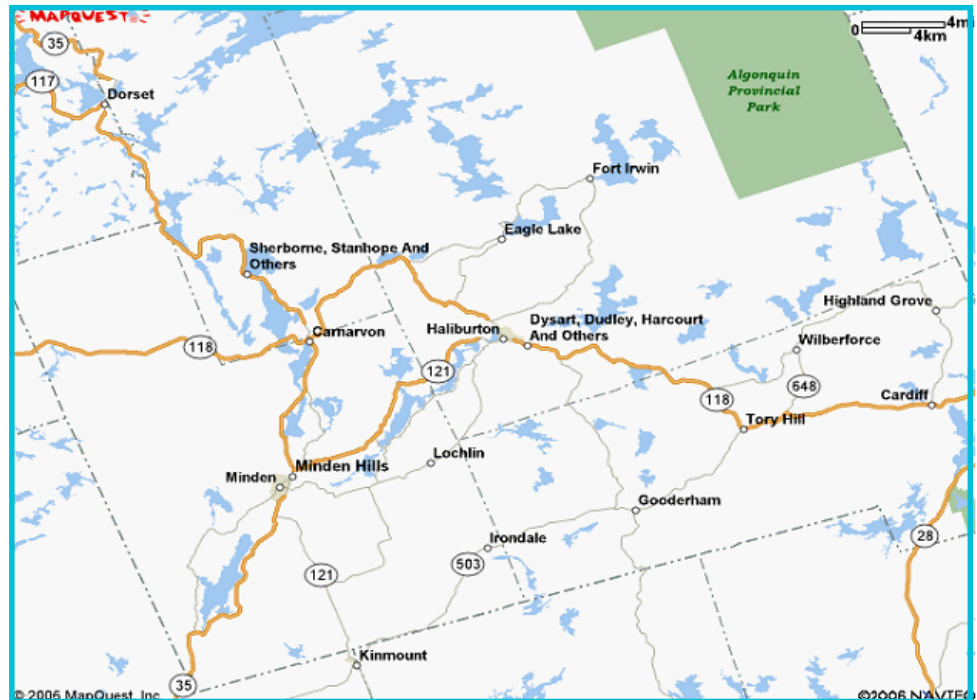 MAPQUEST
0 4mi
4km
35
117
Dorset
Algonquin
Provincial
Park
Fort Irwin
Eagle Lake
Sherborne, Stanhope And
Others
Highland Grove
Dysart, Dudley, Harcourt
And Others
Haliburton
Carnarvon
Wilberforce
118
121
648
118
Cardiff
Tory Hill
Lochlin
Minden Hills
Minden
Gooderham
Irondale
28
503
121
Kinmount
35
© 2006 MapQuest, Inc.
©2006 NAVTEQ